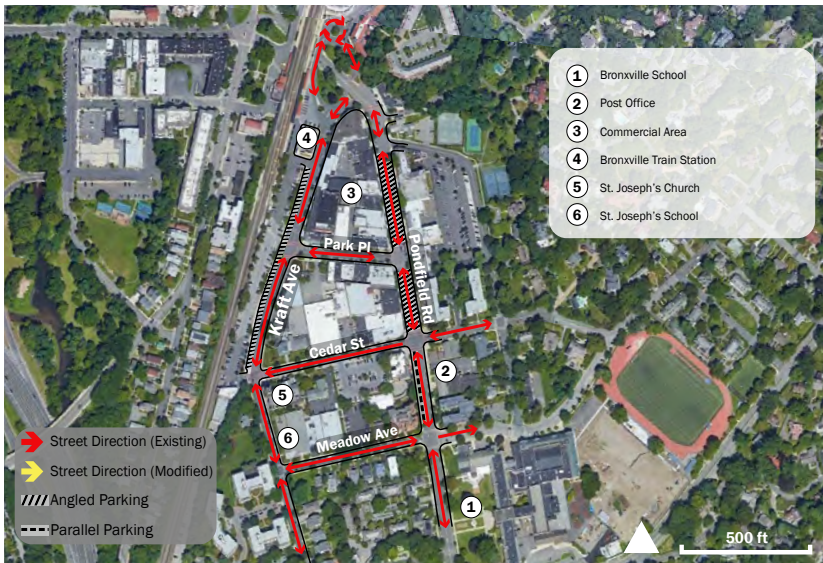 1 Bronxville School
2 Post Office
3 Commercial Area
4 Bronxville Train Station
5 St. Joseph's Church
6 St. Joseph's School
4
3
Park Pl
Pondfield Rd
Kraft Ave
Cedar St
2
5
6
Meadow Ave
1
Street Direction (Existing)
Street Direction (Modified)
Angled Parking
Parallel Parking
500 ft